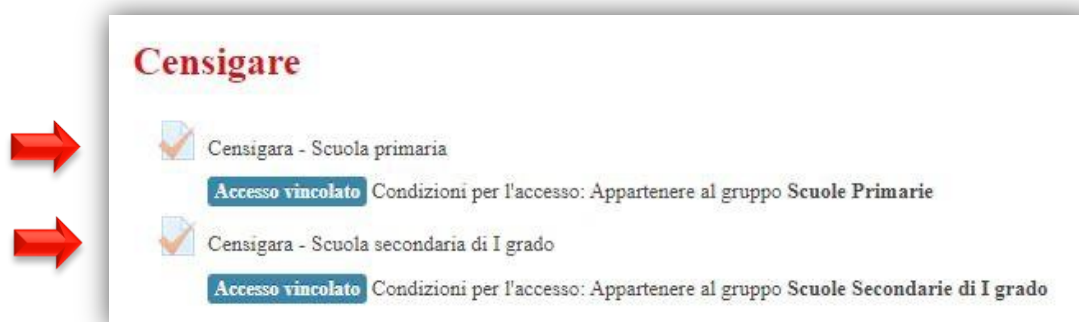 Censigare
Censigara - Scuola primaria
Accesso vincolato Condizioni per l'accesso: Appartenere al gruppo Scuole Primarie
Censigara - Scuola secondaria di I grado
Accesso vincolato Condizioni per l'accesso: Appartenere al gruppo Scuole Secondarie di I grado